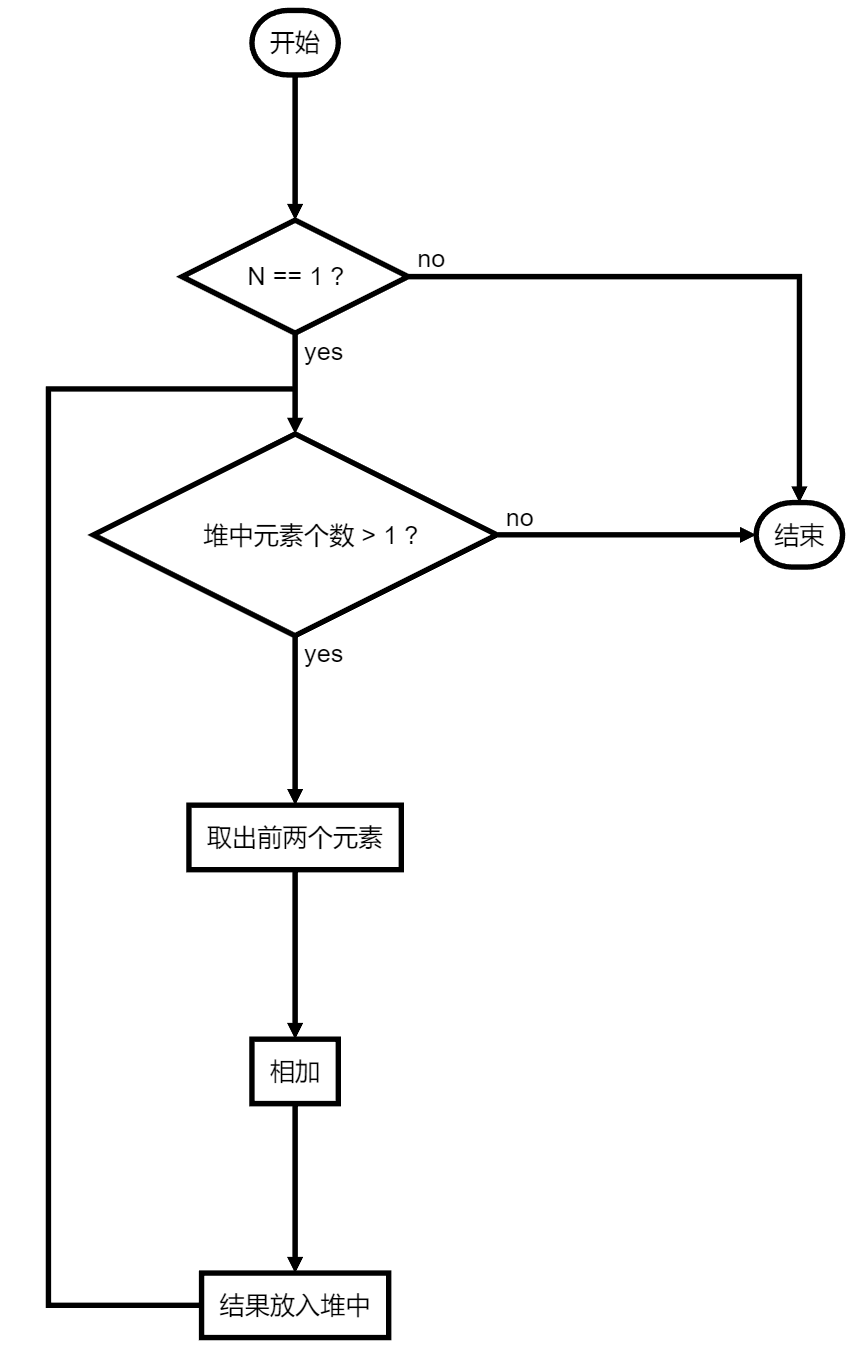 开始
N == 1 ?
no
yes
堆中元素个数 > 1 ?
no
结束
yes
取出前两个元素
相加
结果放入堆中